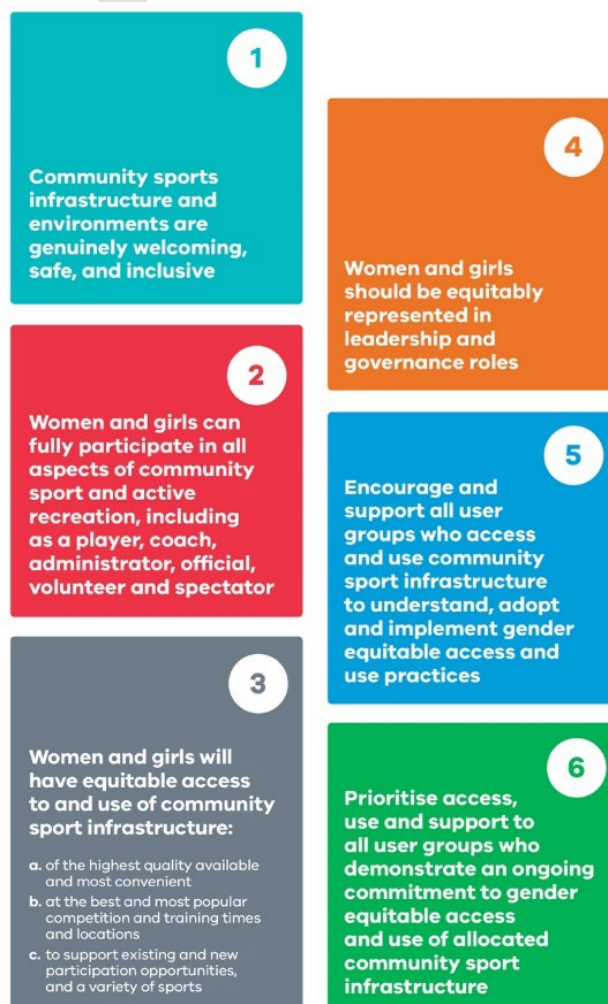 1
Community sports
infrastructure and
environments are
genuinely welcoming,
safe, and inclusive
2
Women and girls can
fully participate in all
aspects of community
sport and active
recreation, including
as a player, coach,
administrator, official,
volunteer and spectator
3
Women and girls will
have equitable access
to and use of community
sport infrastructure:
a. of the highest quality available
and most convenient
b. at the best and most popular
competition and training times
and locations
c. to support existing and new
participation opportunities,
and a variety of sports
4
Women and girls
should be equitably
represented in
leadership and
governance roles
5
Encourage and
support all user
groups who access
and use community
sport infrastructure
to understand, adopt
and implement gender
equitable access and
use practices
6
Prioritise access,
use and support to
all user groups who
demonstrate an ongoing
commitment to gender
equitable access
and use of allocated
community sport
infrastructure